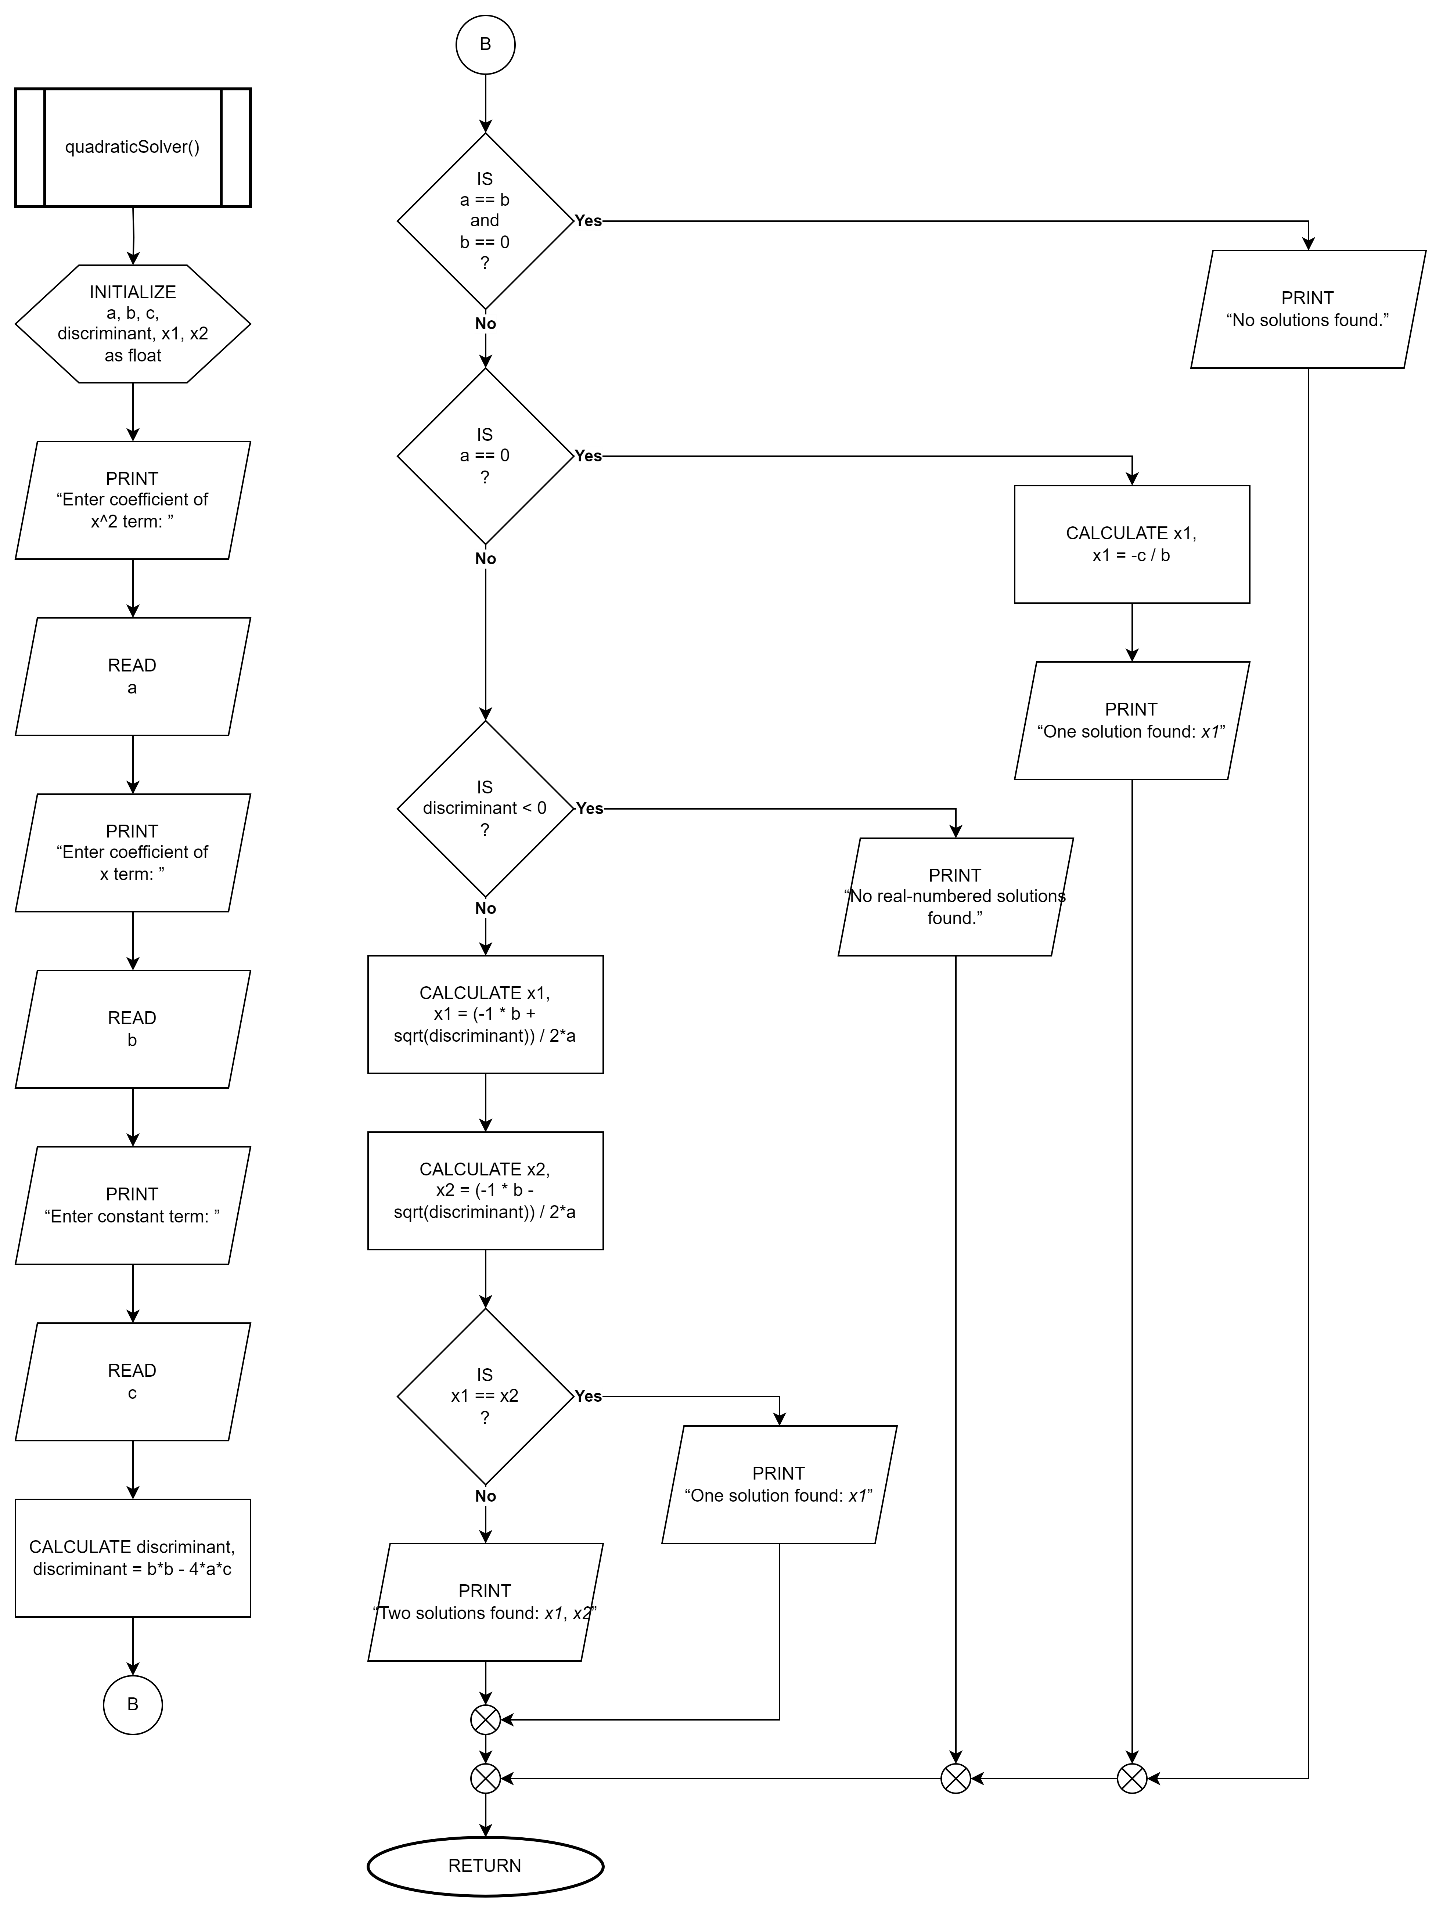 quadraticSolver()
INITIALIZE
a, b, c,
discriminant, x1, x2
as float
PRINT
“Enter coefficient of
x^2 term: ”
READ
a
PRINT
“Enter coefficient of
x term: ”
READ
b
PRINT
“Enter constant term: ”
READ
c
CALCULATE discriminant,
discriminant = b*b - 4*a*c
B
B
IS
a == b
and
b == 0
?
Yes
No
PRINT
“No solutions found.”
IS
a == 0
?
Yes
No
CALCULATE x1,
x1 = -c / b
PRINT
“One solution found: x1”
IS
discriminant < 0
?
Yes
No
PRINT
“No real-numbered solutions
found.”
CALCULATE x1,
x1 = (-1 * b +
sqrt(discriminant)) / 2*a
CALCULATE x2,
x2 = (-1 * b -
sqrt(discriminant)) / 2*a
IS
x1 == x2
?
Yes
No
PRINT
“One solution found: x1”
PRINT
“Two solutions found: x1, x2”
RETURN